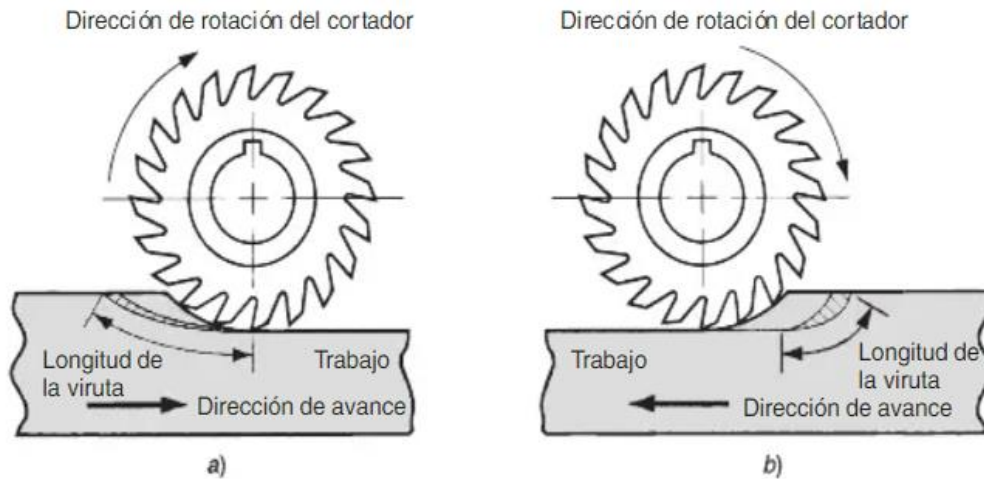 Dirección de rotación del cortador
Dirección de rotación del cortador
Longitud de
la viruta
Trabajo
Dirección de avance
a)
Trabajo
Longitud de
la viruta
Dirección de avance
b)